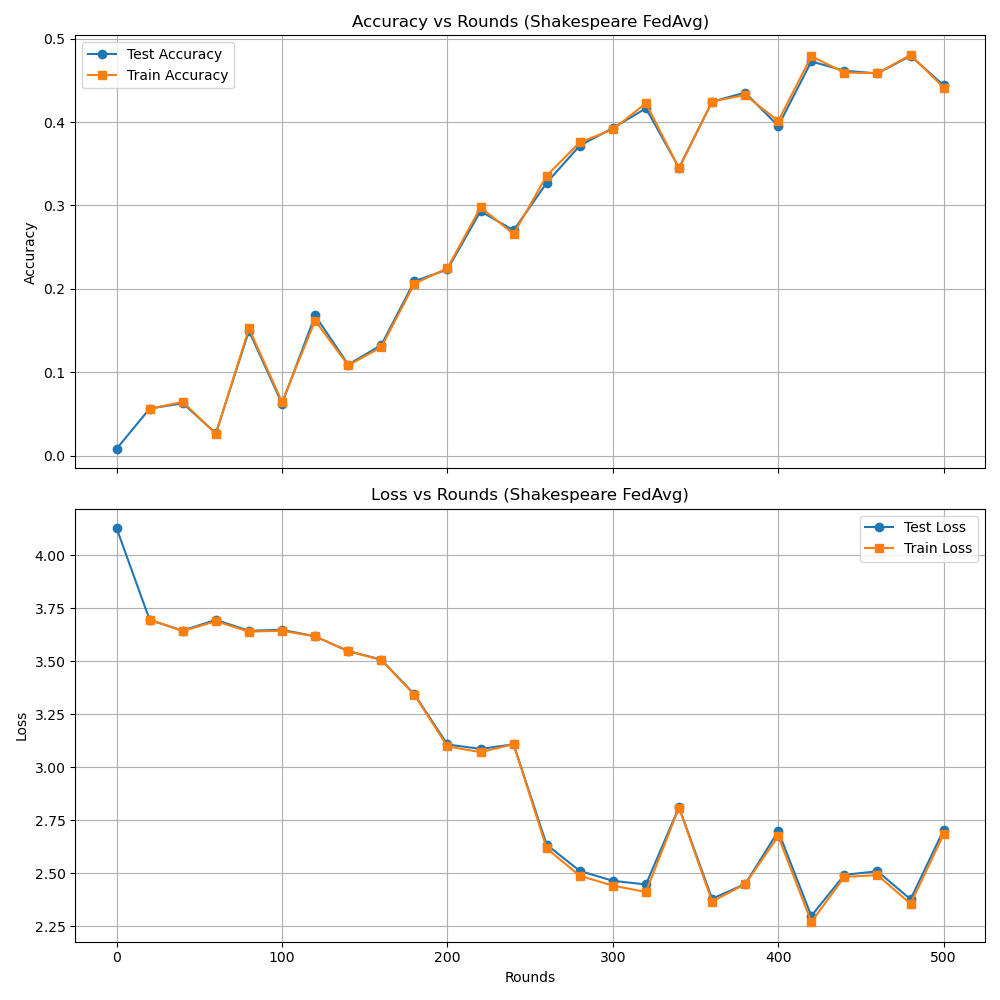 Accuracy vs Rounds (Shakespeare FedAvg)
Test Accuracy
Train Accuracy
Accuracy
0.5
0.4
0.3
0.2
0.1
0.0
Loss vs Rounds (Shakespeare FedAvg)
Test Loss
Train Loss
Loss
4.00
3.75
3.50
3.25
3.00
2.75
2.50
2.25
0 100 200 300 400 500
Rounds